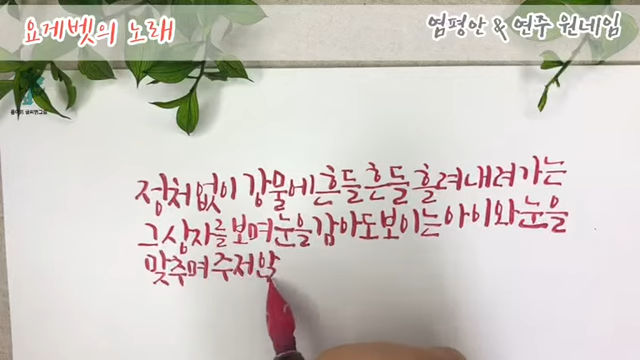 요게벳의 노래
염평안 & 연주 원네임
정처없이 강물에 흔들 흔들 흘려내려가는
그 상자를 보며 눈을 감아도 보이는 아이와 눈을
맞추며 주저앉